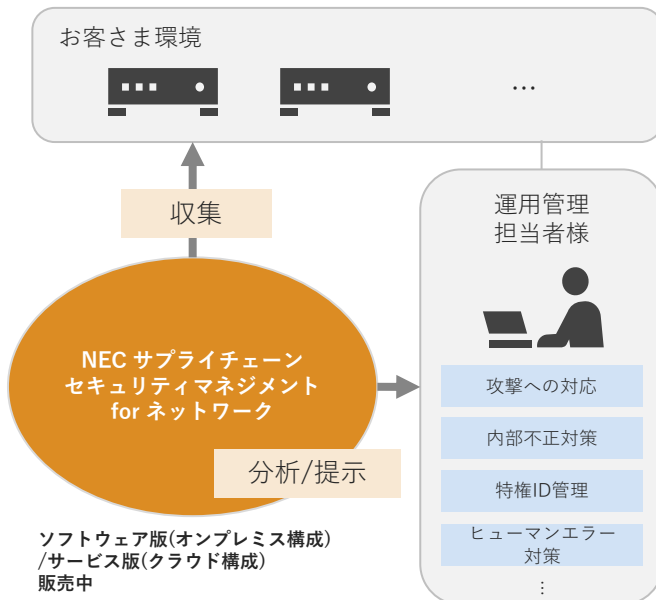 お客さま環境
…
収集
運用管理
担当者様
NEC サプライチェーン
セキュリティマネジメント
for ネットワーク
分析/提示
攻撃への対応
内部不正対策
特権ID管理
ヒューマンエラー
対策
⋮
ソフトウェア版(オンプレミス構成)
/サービス版(クラウド構成)
販売中